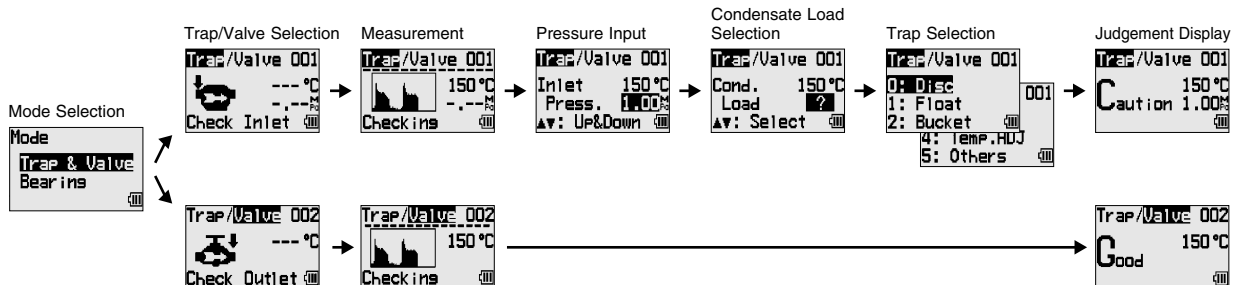 Mode Selection
Mode
Trap & Valve
Bearing
Trap/Valve Selection
Trap/Valve 001
--- °C
-.-- MPa
Check Inlet
Measurement
Trap/Valve 001
150 °C
-.-- MPa
Checking
Pressure Input
Trap/Valve 001
Inlet 150 °C
Press. 1.00 MPa
▲▼: Up&Down
Condensate Load
Selection
Trap/Valve 001
Cond. 150 °C
Load ?
▲▼: Select
Trap Selection
Trap/Valve 001
0: Disc
1: Float
2: Bucket
001
4: Temp.ADJ
5: Others
Judgement Display
Trap/Valve 001
150 °C
Caution 1.00 MPa
Trap/Valve 002
--- °C
Check Outlet
Trap/Valve 002
150 °C
Checking
Trap/Valve 002
150 °C
Good